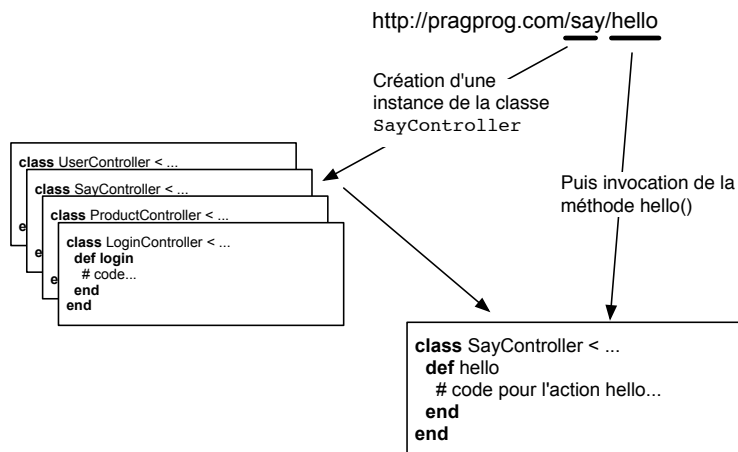 http://pragprog.com/say/hello
Création d'une
instance de la classe
SayController
class UserController < ...
class SayController < ...
class ProductController < ...
class LoginController < ...
def login
# code...
end
end
e
e
e
Puis invocation de la
méthode hello()
class SayController < ...
def hello
# code pour l'action hello...
end
end